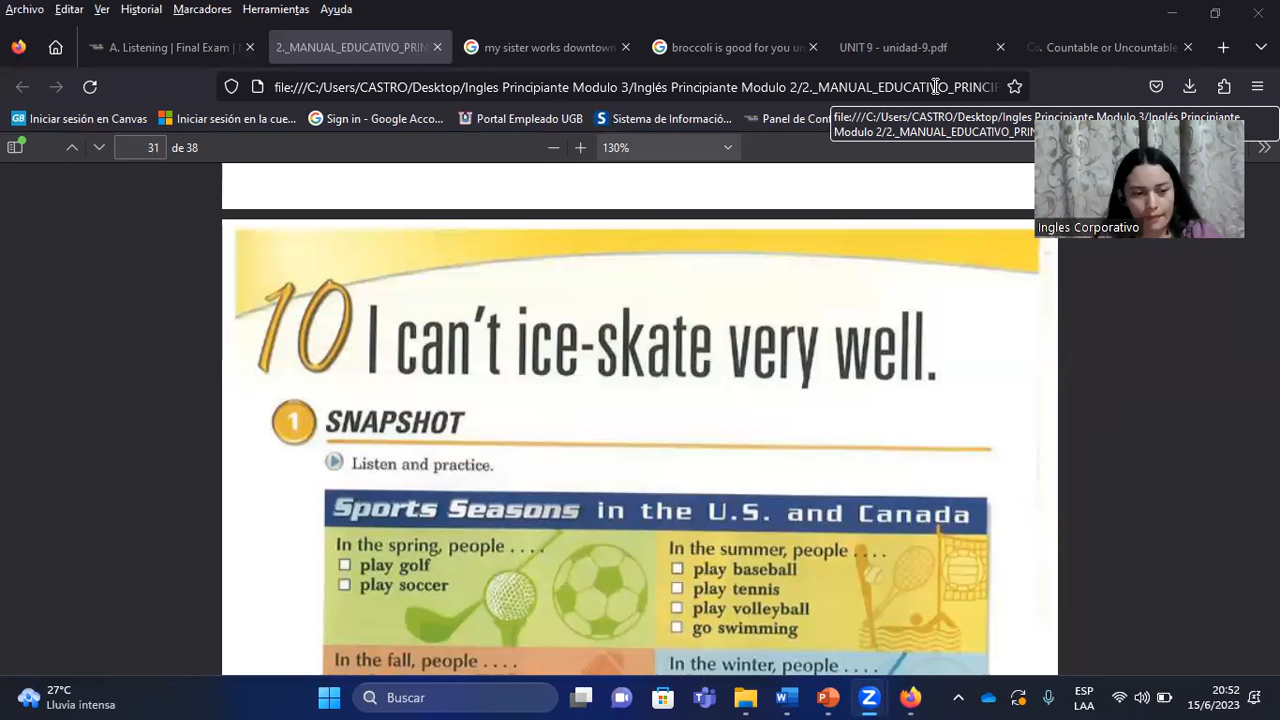 Archivo Editar Ver Historial Marcadores Herramientas Ayuda
A. Listening | Final Exam |
2._MANUAL_EDUCATIVO_PRIN
my sister works downtown
broccoli is good for you un
UNIT 9 - unidad-9.pdf
Co. Countable or Uncountable
file:///C:/Users/CASTRO/Desktop/Ingles Principiante Modulo 3/Inglés Principiante Modulo 2/2._MANUAL_EDUCATIVO_PRINCIP
Iniciar sesión en Canvas
Iniciar sesión en la cue...
Sign in - Google Acco...
Portal Empleado UGB
Sistema de Informació...
Panel de Con
file:///C:/Users/CASTRO/Desktop/Ingles Principiante Modulo 3/Inglés Principiante
Modulo 2/2._MANUAL_EDUCATIVO_PRIN
31 de 38
130%
Ingles Corporativo
10 I can't ice-skate very well.
1 SNAPSHOT
Listen and practice.
Sports Seasons in the U.S. and Canada
In the spring, people . . . .
play golf
play soccer
In the summer, people . . . .
play baseball
play tennis
play volleyball
go swimming
In the fall, people . . . .
In the winter, people . . . .
27°C
Lluvia intensa
Buscar
ESP
LAA
20:52
15/6/2023